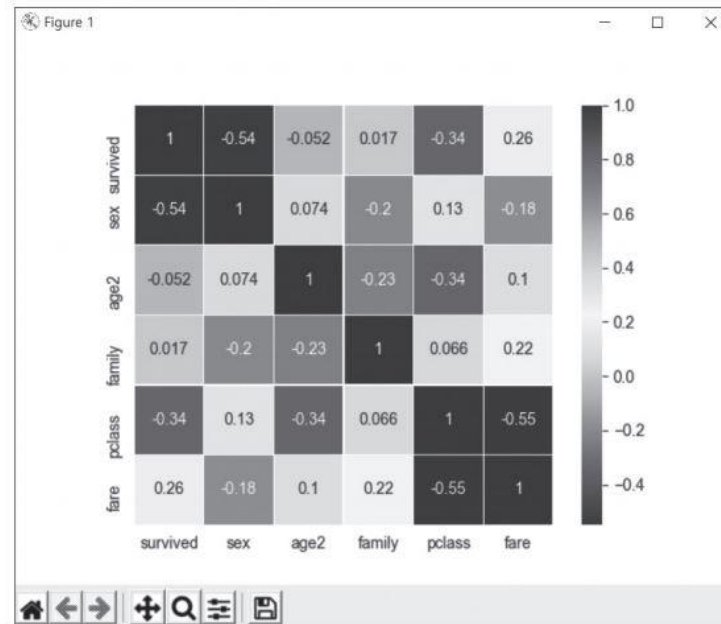 Figure 1
survived 1 -0.54 -0.052 0.017 -0.34 0.26
sex -0.54 1 0.074 -0.2 0.13 -0.18
age2 -0.052 0.074 1 -0.23 -0.34 0.1
family 0.017 -0.2 -0.23 1 0.066 0.22
pclass -0.34 0.13 -0.34 0.066 1 -0.55
fare 0.26 -0.18 0.1 0.22 -0.55 1
survived sex age2 family pclass fare
1.0
0.8
0.6
0.4
0.2
0.0
-0.2
-0.4